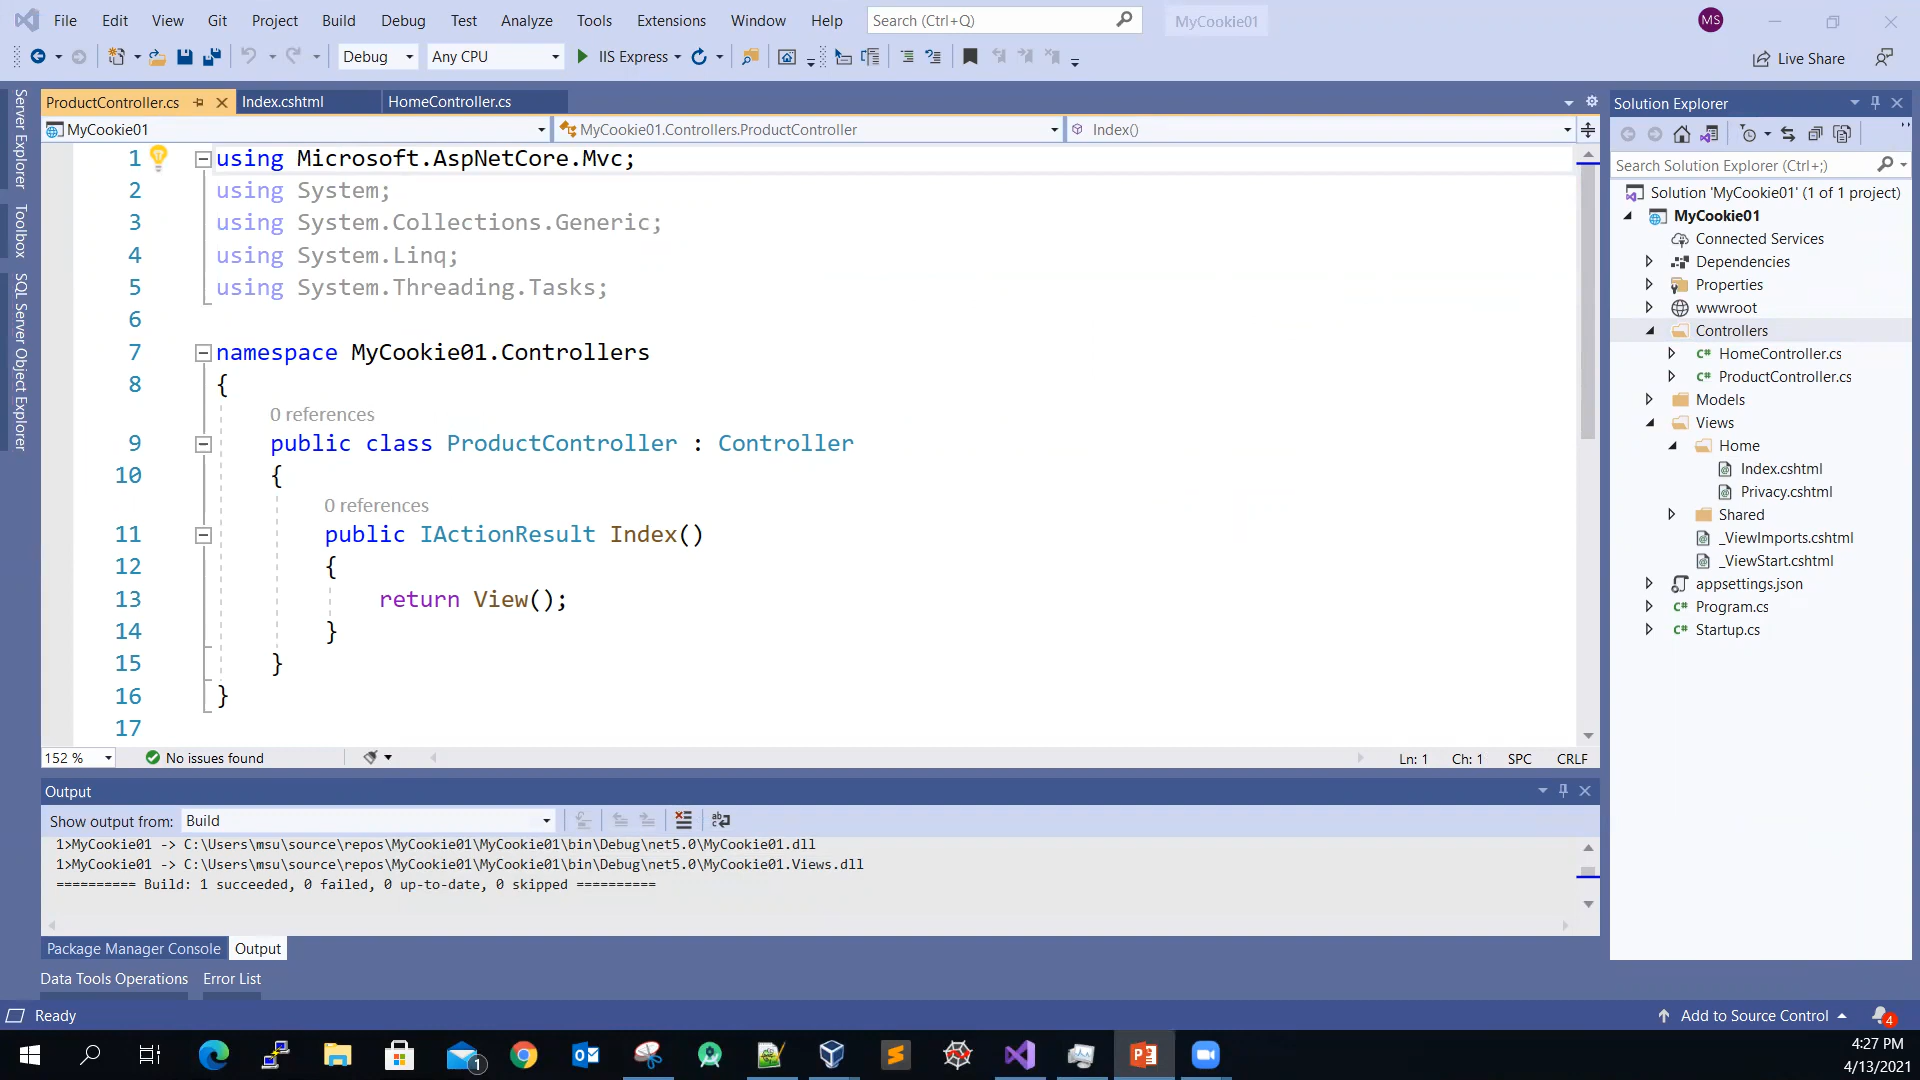 File Edit View Git Project Build Debug Test Analyze Tools Extensions Window Help Search (Ctrl+Q) MyCookie01 MS
Debug Any CPU IIS Express Live Share
Server Explorer
Toolbox
SQL Server Object Explorer
ProductController.cs Index.cshtml HomeController.cs
MyCookie01 MyCookie01.Controllers.ProductController Index()
1 using Microsoft.AspNetCore.Mvc;
2 using System;
3 using System.Collections.Generic;
4 using System.Linq;
5 using System.Threading.Tasks;
6
7 namespace MyCookie01.Controllers
8 {
0 references
9 public class ProductController : Controller
10 {
0 references
11 public IActionResult Index()
12 {
13 return View();
14 }
15 }
16 }
17
152 % No issues found Ln: 1 Ch: 1 SPC CRLF
Output
Show output from: Build
1>MyCookie01 -> C:\Users\msu\source\repos\MyCookie01\MyCookie01\bin\Debug\net5.0\MyCookie01.dll
1>MyCookie01 -> C:\Users\msu\source\repos\MyCookie01\MyCookie01\bin\Debug\net5.0\MyCookie01.Views.dll
========== Build: 1 succeeded, 0 failed, 0 up-to-date, 0 skipped ==========
Package Manager Console Output
Data Tools Operations Error List
Solution Explorer
Search Solution Explorer (Ctrl+;)
Solution 'MyCookie01' (1 of 1 project)
MyCookie01
Connected Services
Dependencies
Properties
wwwroot
Controllers
C# HomeController.cs
C# ProductController.cs
Models
Views
Home
Index.cshtml
Privacy.cshtml
Shared
_ViewImports.cshtml
_ViewStart.cshtml
appsettings.json
C# Program.cs
C# Startup.cs
Ready Add to Source Control 4
1
4:27 PM
4/13/2021